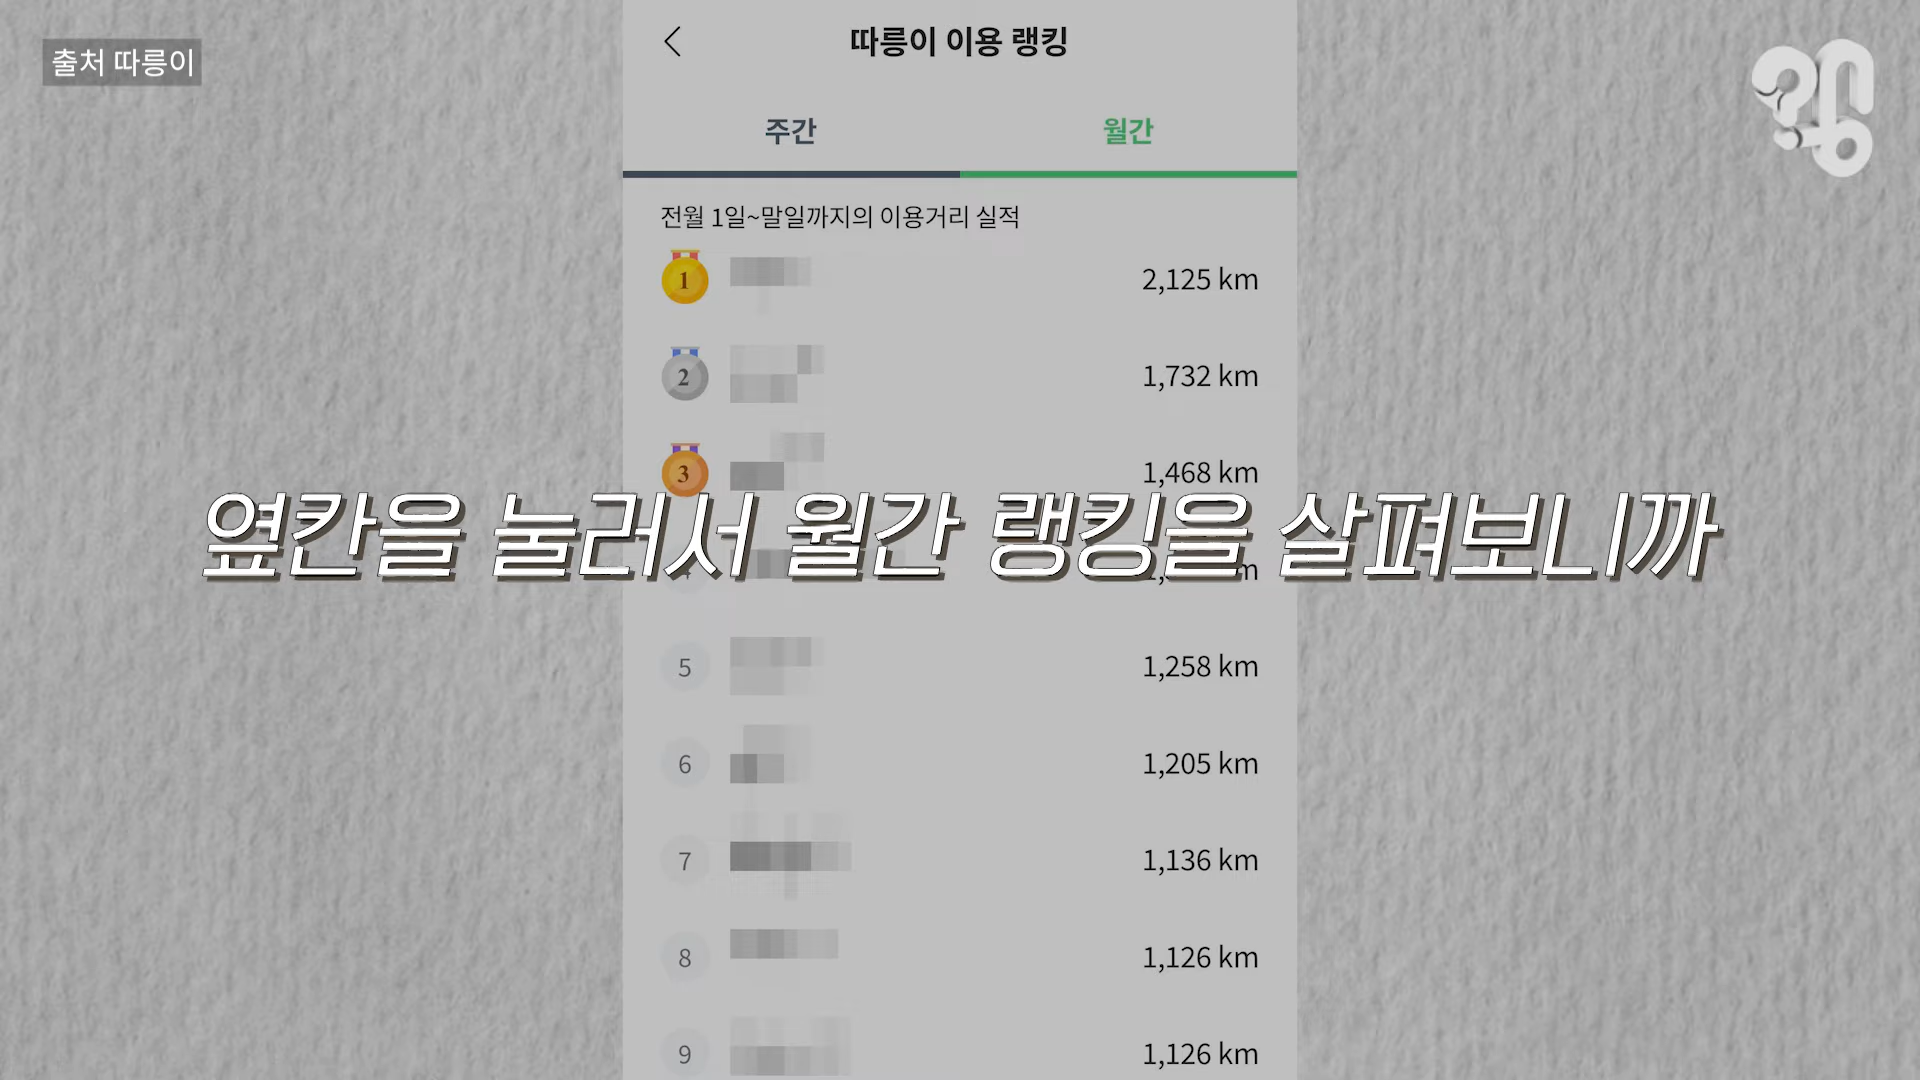 출처 따릉이
따릉이 이용 랭킹
주간
월간
전월 1일~말일까지의 이용거리 실적
1
2,125 km
2
1,732 km
3
1,468 km
옆칸을 눌러서 월간 랭킹을 살펴보니까
5
1,258 km
6
1,205 km
7
1,136 km
8
1,126 km
9
1,126 km